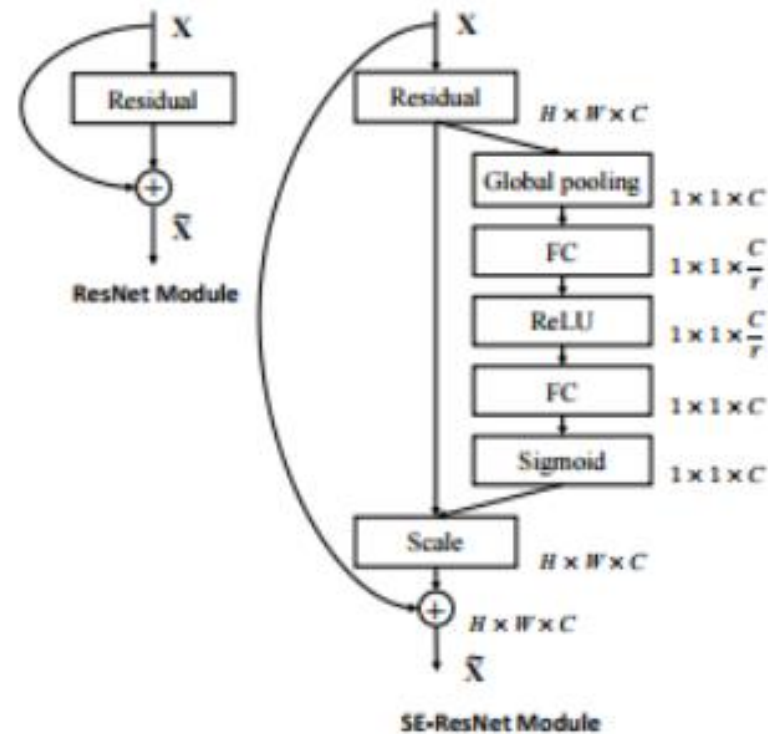 X
Residual
+
X̃
ResNet Module
X
Residual
H × W × C
Global pooling
1 × 1 × C
FC
1 × 1 × C/r
ReLU
1 × 1 × C/r
FC
1 × 1 × C
Sigmoid
1 × 1 × C
Scale
H × W × C
+
H × W × C
X̃
SE-ResNet Module